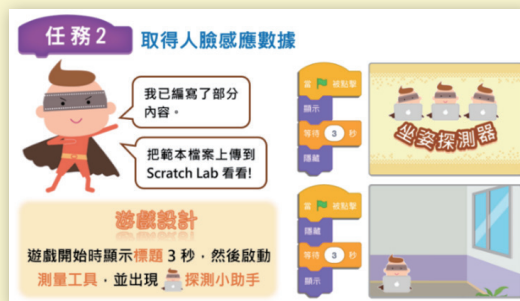 任務2 取得人臉感應數據
我已編寫了部分
內容。
把範本檔案上傳到
Scratch Lab 看看!
遊戲設計
遊戲開始時顯示標題 3 秒，然後啟動
測量工具，並出現 探測小助手
當 被點擊
顯示
等待 3 秒
隱藏
坐姿探測器
當 被點擊
隱藏
等待 3 秒
顯示